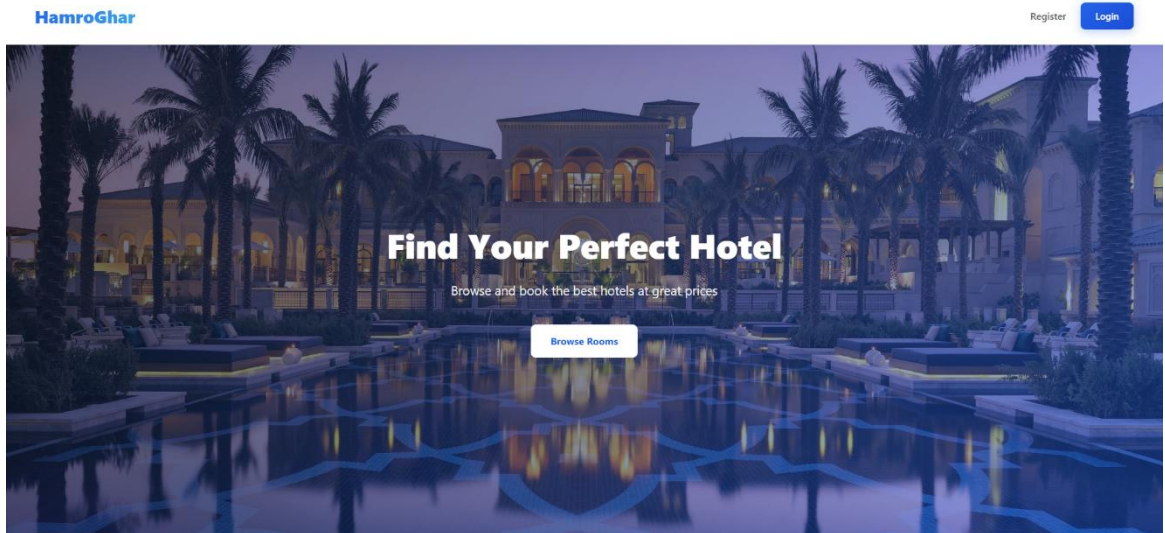 HamroGhar
Register
Login
Find Your Perfect Hotel
Browse and book the best hotels at great prices
Browse Rooms